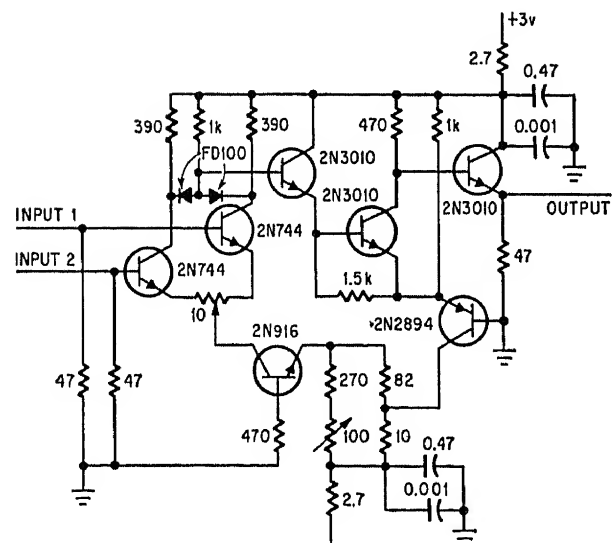 +3v
2.7
0.47
390
1k
390
470
1k
0.001
FD100
2N3010
2N3010
2N3010
OUTPUT
INPUT 1
2N744
INPUT 2
2N744
1.5k
47
10
2N916
2N2894
47
47
270
82
470
100
10
0.47
0.001
2.7